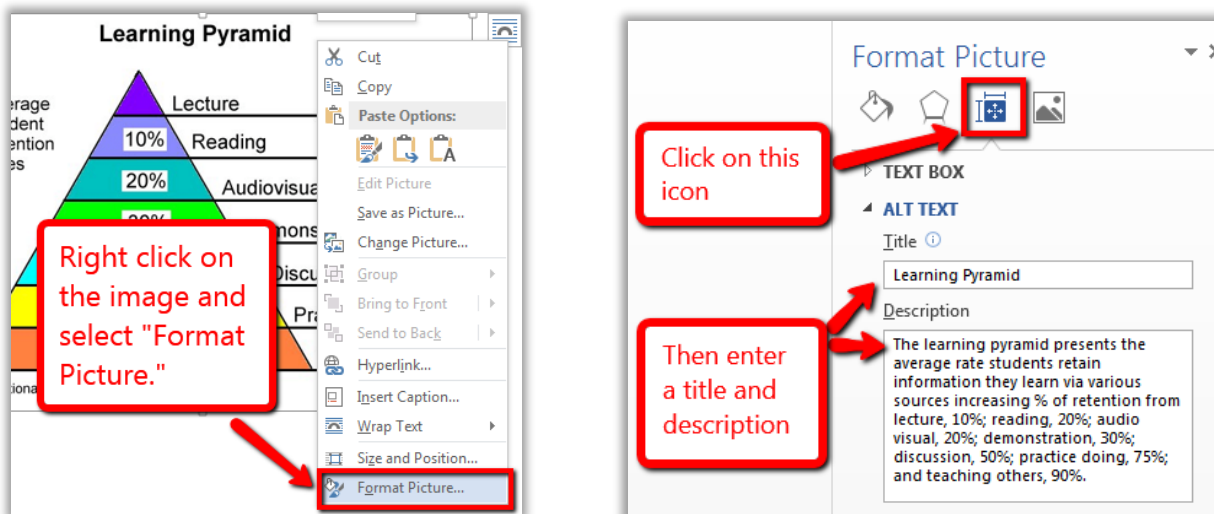 Learning Pyramid
Lecture
10%
Reading
20%
Audiovisua
Right click on
the image and
select "Format
Picture."
Cut
Copy
Paste Options:
Edit Picture
Save as Picture...
Change Picture...
Group
Bring to Front
Send to Back
Hyperlink...
Insert Caption...
Wrap Text
Size and Position...
Format Picture...
Format Picture
Click on this
icon
TEXT BOX
ALT TEXT
Title
Learning Pyramid
Description
Then enter
a title and
description
The learning pyramid presents the
average rate students retain
information they learn via various
sources increasing % of retention from
lecture, 10%; reading, 20%; audio
visual, 20%; demonstration, 30%;
discussion, 50%; practice doing, 75%;
and teaching others, 90%.